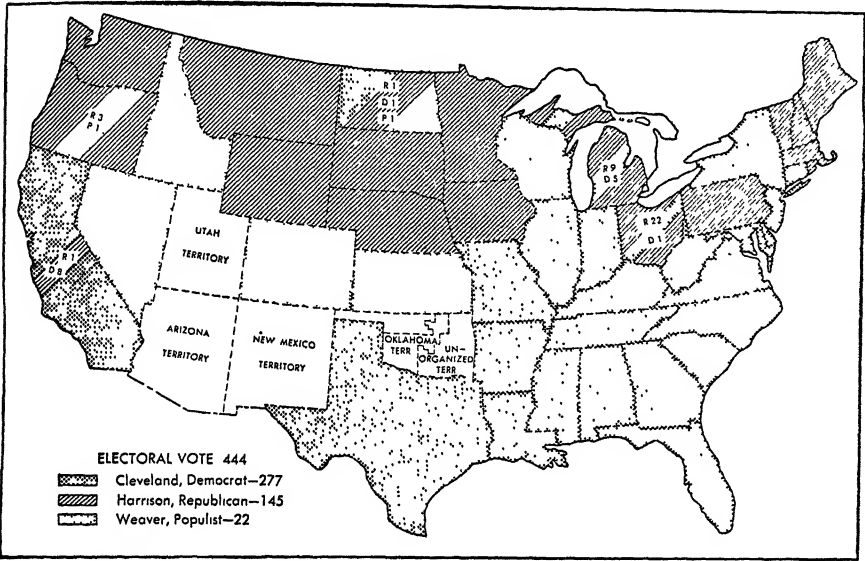 R 3
P 1
R 1
D 1
P 1
R 9
D 5
R 22
D 1
R 1
D 8
UTAH
TERRITORY
ARIZONA
TERRITORY
NEW MEXICO
TERRITORY
OKLAHOMA
TERR
UN-
ORGANIZED
TERR
ELECTORAL VOTE 444
Cleveland, Democrat—277
Harrison, Republican—145
Weaver, Populist—22